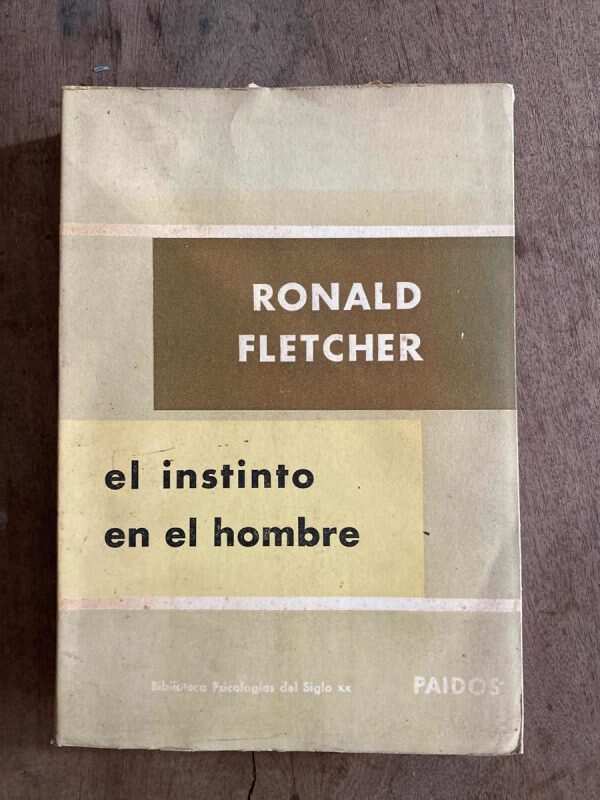 RONALD
FLETCHER
el instinto
en el hombre
Biblioteca Psicologías del Siglo XX
PAIDOS